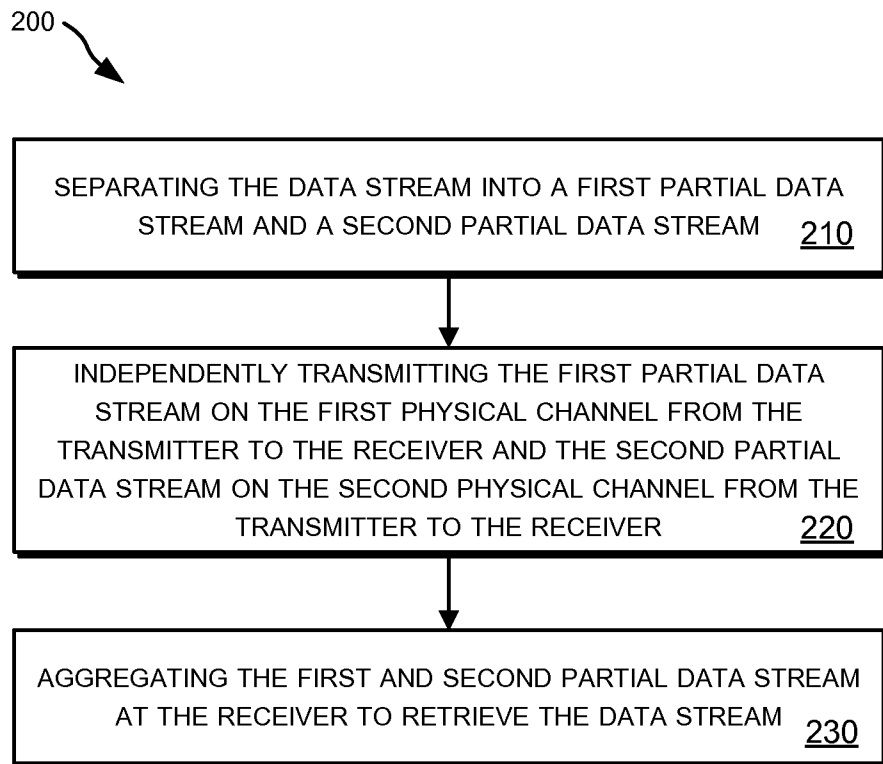 200
SEPARATING THE DATA STREAM INTO A FIRST PARTIAL DATA
STREAM AND A SECOND PARTIAL DATA STREAM
210
INDEPENDENTLY TRANSMITTING THE FIRST PARTIAL DATA
STREAM ON THE FIRST PHYSICAL CHANNEL FROM THE
TRANSMITTER TO THE RECEIVER AND THE SECOND PARTIAL
DATA STREAM ON THE SECOND PHYSICAL CHANNEL FROM THE
TRANSMITTER TO THE RECEIVER
220
AGGREGATING THE FIRST AND SECOND PARTIAL DATA STREAM
AT THE RECEIVER TO RETRIEVE THE DATA STREAM
230